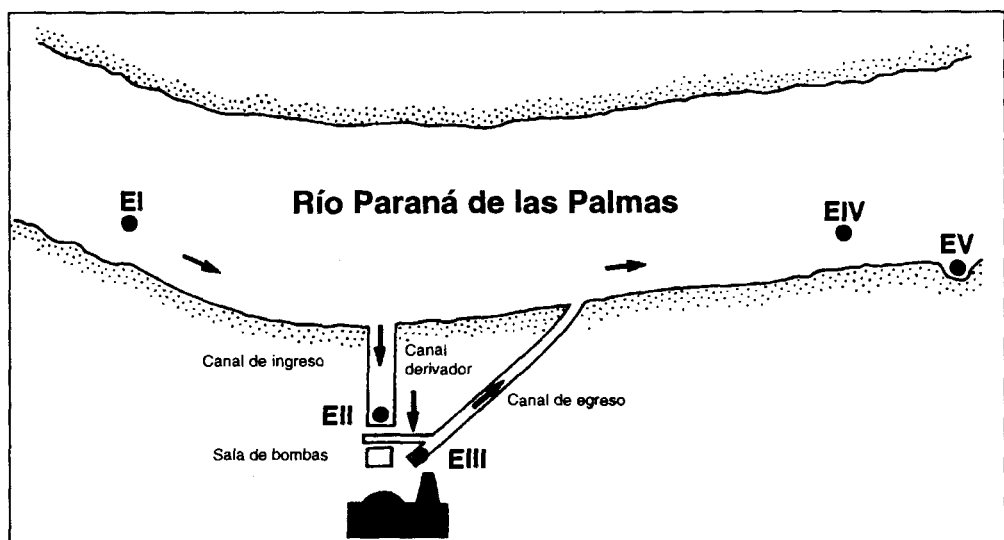 EI
Río Paraná de las Palmas
EIV
EV
Canal de ingreso
Canal
derivador
Canal de egreso
EII
Sala de bombas
EIII